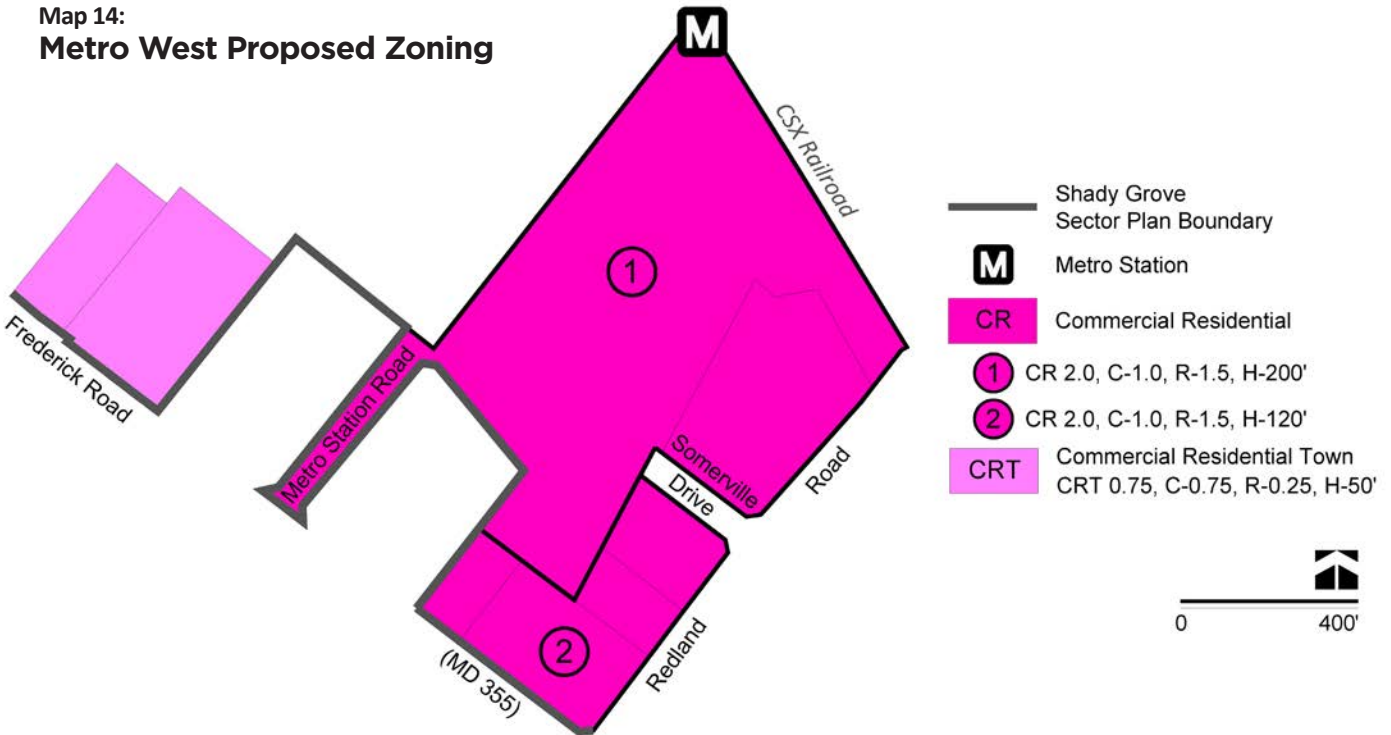 Map 14:
Metro West Proposed Zoning
M
CSX Railroad
1
Frederick Road
Metro Station Road
Somerville
Drive
Road
Redland
2
(MD 355)
Shady Grove
Sector Plan Boundary
M
Metro Station
CR
Commercial Residential
1
CR 2.0, C-1.0, R-1.5, H-200'
2
CR 2.0, C-1.0, R-1.5, H-120'
CRT
Commercial Residential Town
CRT 0.75, C-0.75, R-0.25, H-50'
0
400'